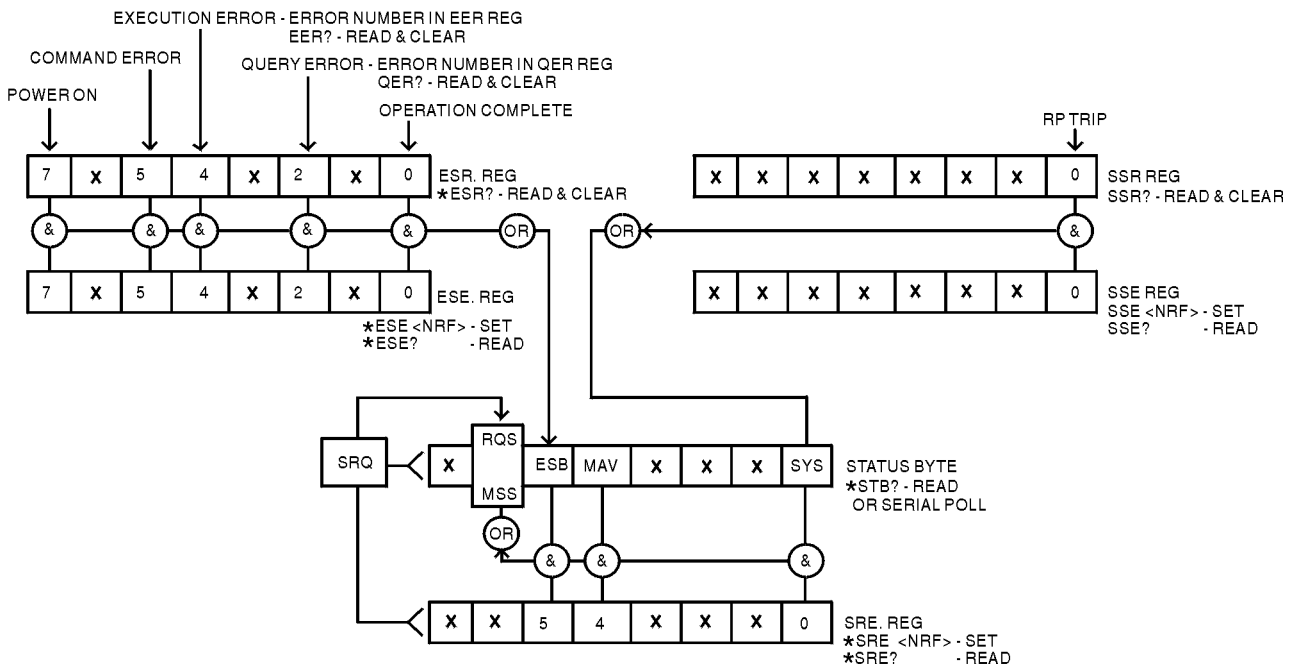 EXECUTION ERROR - ERROR NUMBER IN EER REG
EER? - READ & CLEAR
COMMAND ERROR
QUERY ERROR - ERROR NUMBER IN QER REG
QER? - READ & CLEAR
POWER ON
OPERATION COMPLETE
RP TRIP
7 X 5 4 X 2 X 0
ESR. REG
*ESR? - READ & CLEAR
X X X X X X X 0
SSR REG
SSR? - READ & CLEAR
& & & & & OR
OR &
7 X 5 4 X 2 X 0
ESE. REG
*ESE <NRF> - SET
*ESE? - READ
X X X X X X X 0
SSE REG
SSE <NRF> - SET
SSE? - READ
SRQ
X RQS MSS ESB MAV X X X SYS
STATUS BYTE
*STB? - READ
OR SERIAL POLL
OR
& & &
X X 5 4 X X X 0
SRE. REG
*SRE <NRF> - SET
*SRE? - READ